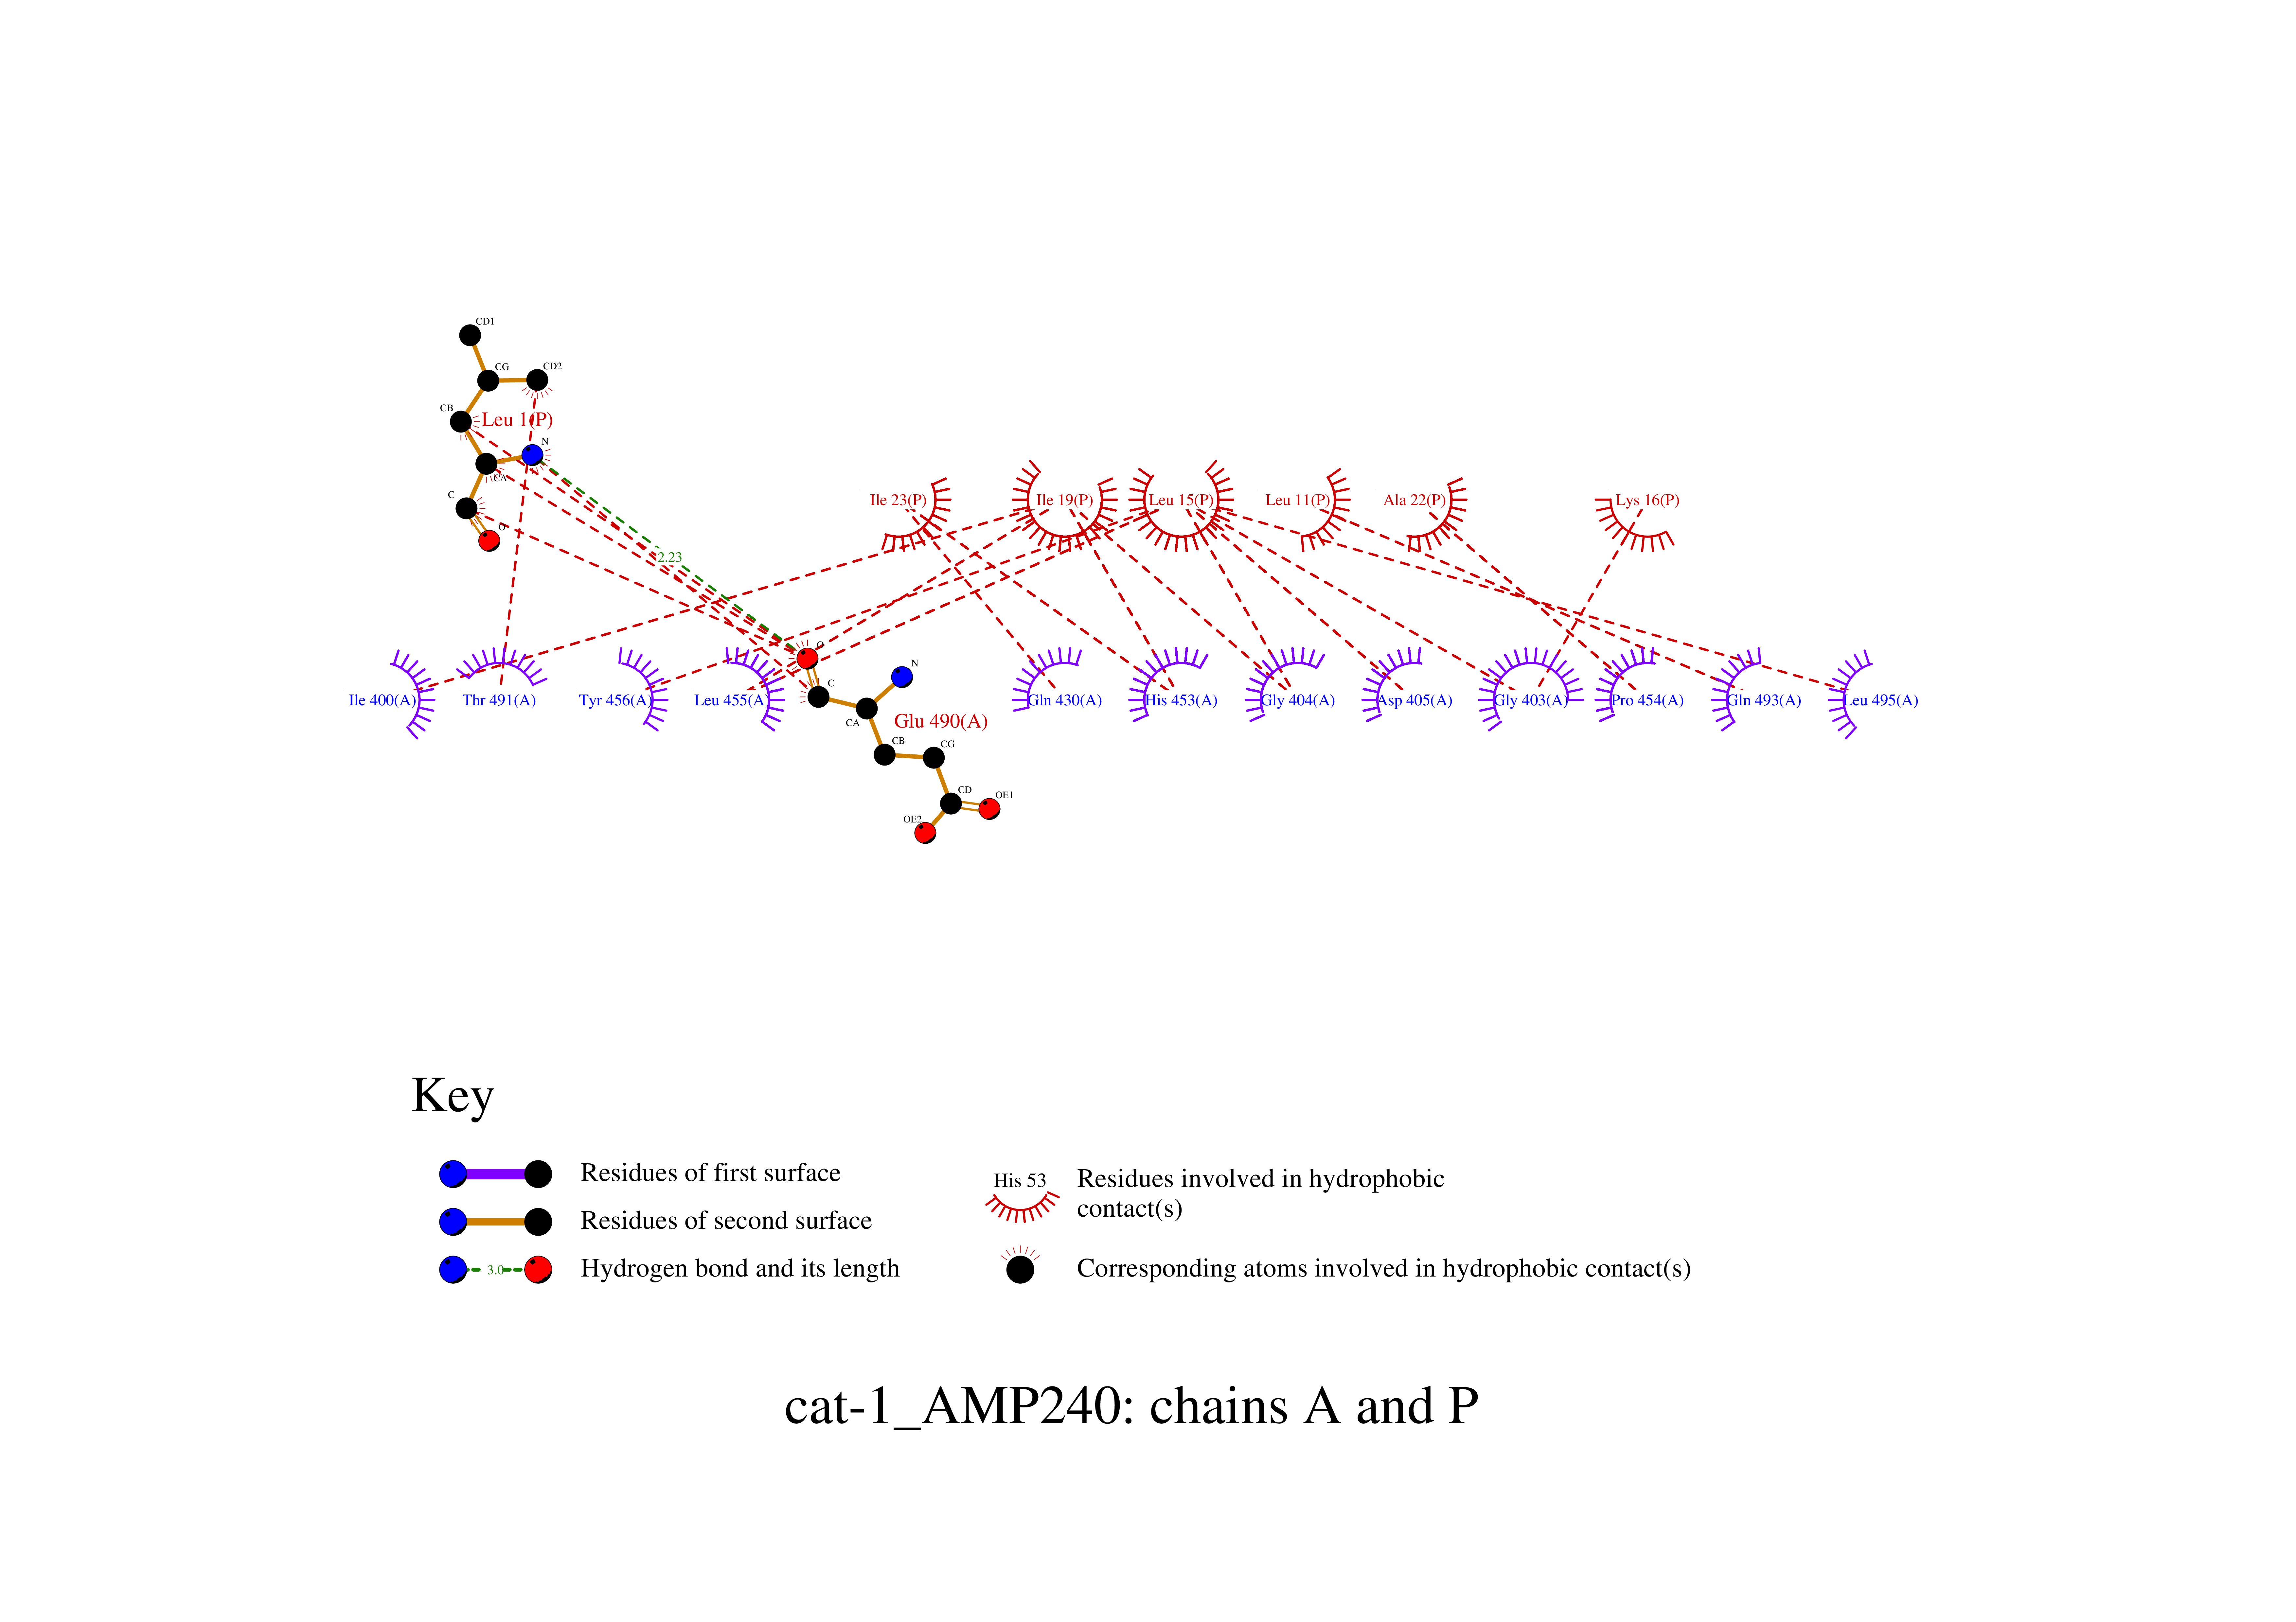 CD1
CG
CD2
CB
Leu 1(P)
N
CA
C
O
Ile 23(P)
Ile 19(P)
Leu 15(P)
Leu 11(P)
Ala 22(P)
Lys 16(P)
2.23
O
N
C
Ile 400(A)
Thr 491(A)
Tyr 456(A)
Leu 455(A)
Gln 430(A)
His 453(A)
Gly 404(A)
Asp 405(A)
Gly 403(A)
Pro 454(A)
Gln 493(A)
Leu 495(A)
CA
Glu 490(A)
CB
CG
CD
OE1
OE2
Key
Residues of first surface
Residues of second surface
3.0
Hydrogen bond and its length
His 53
Residues involved in hydrophobic
contact(s)
Corresponding atoms involved in hydrophobic contact(s)
cat-1_AMP240: chains A and P